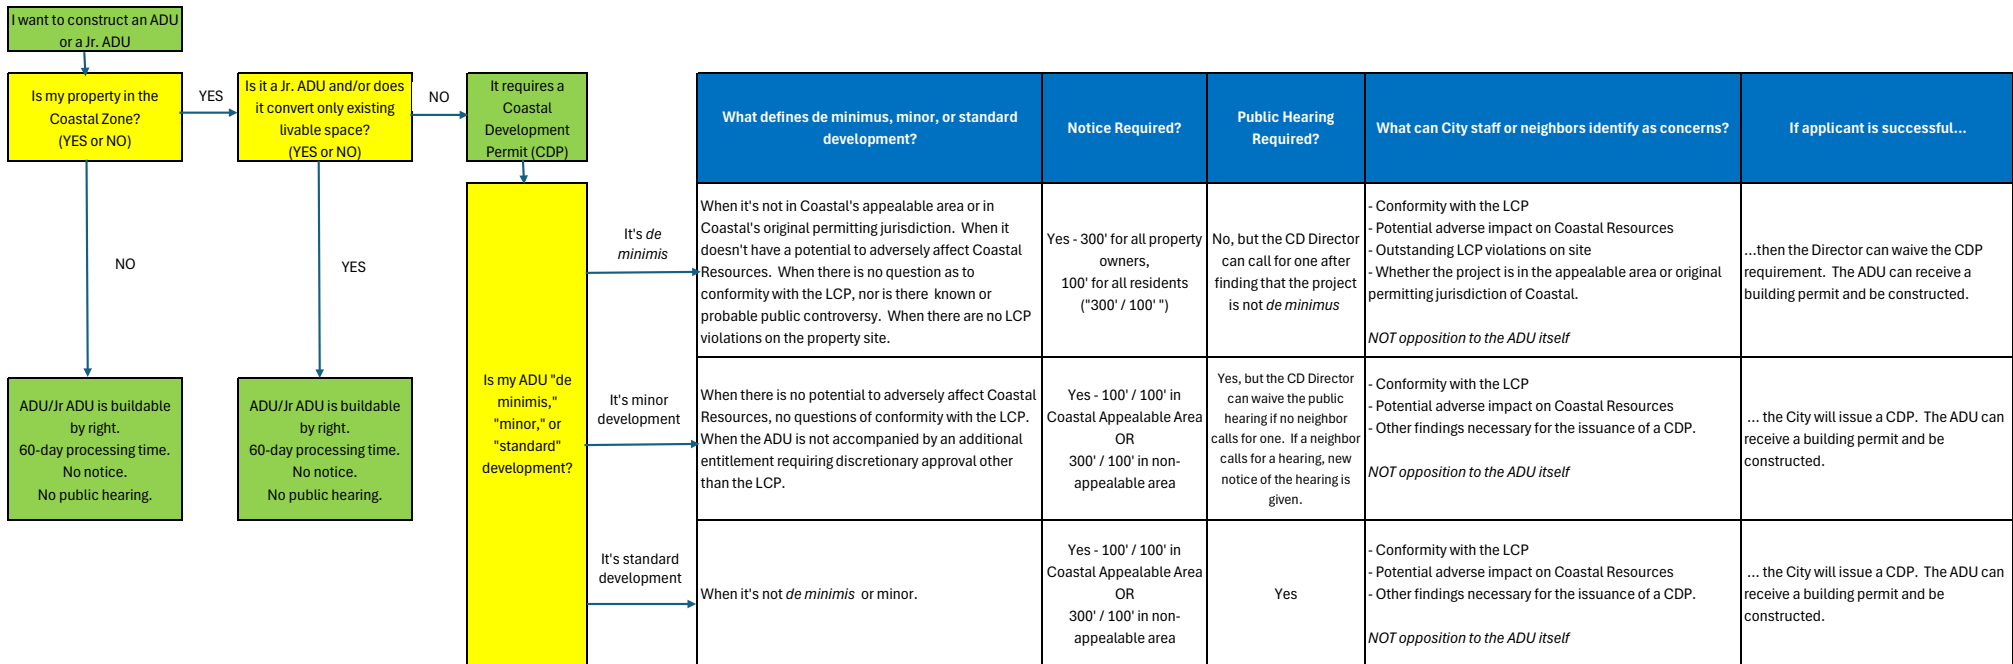 I want to construct an ADU
or a Jr. ADU
Is my property in the
Coastal Zone?
(YES or NO)
YES
Is it a Jr. ADU and/or does
it convert only existing
livable space?
(YES or NO)
NO
It requires a
Coastal
Development
Permit (CDP)
NO
YES
ADU/Jr ADU is buildable
by right.
60-day processing time.
No notice.
No public hearing.
ADU/Jr ADU is buildable
by right.
60-day processing time.
No notice.
No public hearing.
Is my ADU "de
minimis,"
"minor," or
"standard"
development?
What defines de minimus, minor, or standard
development?
Notice Required?
Public Hearing
Required?
What can City staff or neighbors identify as concerns?
If applicant is successful...
It's de
minimis
When it's not in Coastal's appealable area or in
Coastal's original permitting jurisdiction.  When it
doesn't have a potential to adversely affect Coastal
Resources.  When there is no question as to
conformity with the LCP, nor is there  known or
probable public controversy.  When there are no LCP
violations on the property site.
Yes - 300' for all property
owners,
100' for all residents
("300' / 100' ")
No, but the CD Director
can call for one after
finding that the project
is not de minimus
- Conformity with the LCP
- Potential adverse impact on Coastal Resources
- Outstanding LCP violations on site
- Whether the project is in the appealable area or original
permitting jurisdiction of Coastal.
NOT opposition to the ADU itself
...then the Director can waive the CDP
requirement.  The ADU can receive a
building permit and be constructed.
It's minor
development
When there is no potential to adversely affect Coastal
Resources, no questions of conformity with the LCP.
When the ADU is not accompanied by an additional
entitlement requiring discretionary approval other
than the LCP.
Yes - 100' / 100' in
Coastal Appealable Area
OR
300' / 100' in non-
appealable area
Yes, but the CD Director
can waive the public
hearing if no neighbor
calls for one.  If a neighbor
calls for a hearing, new
notice of the hearing is
given.
- Conformity with the LCP
- Potential adverse impact on Coastal Resources
- Other findings necessary for the issuance of a CDP.
NOT opposition to the ADU itself
... the City will issue a CDP.  The ADU can
receive a building permit and be
constructed.
It's standard
development
When it's not de minimis  or minor.
Yes - 100' / 100' in
Coastal Appealable Area
OR
300' / 100' in non-
appealable area
Yes
- Conformity with the LCP
- Potential adverse impact on Coastal Resources
- Other findings necessary for the issuance of a CDP.
NOT opposition to the ADU itself
... the City will issue a CDP.  The ADU can
receive a building permit and be
constructed.